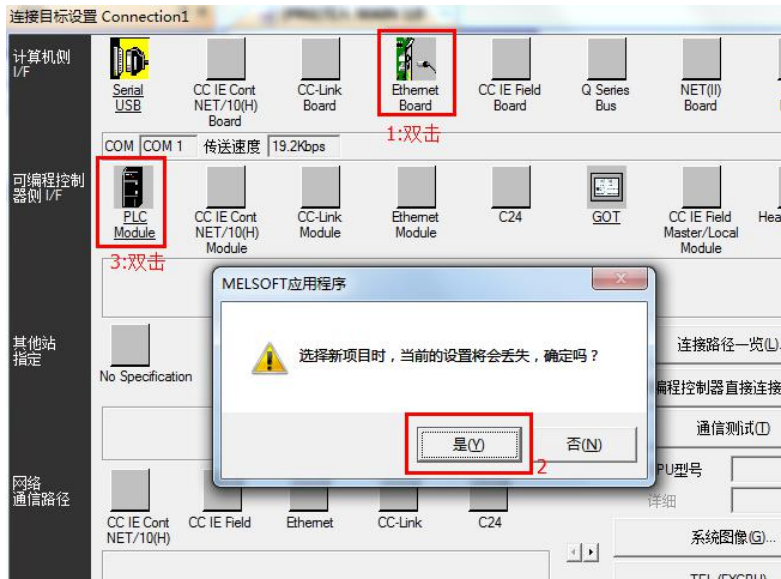 连接目标设置 Connection1
计算机侧
I/F
Serial
USB
CC IE Cont
NET/10(H)
Board
CC-Link
Board
Ethernet
Board
CC IE Field
Board
Q Series
Bus
NET(II)
Board
1:双击
COM COM 1 传送速度 19.2Kbps
可编程控制
器侧 I/F
PLC
Module
CC IE Cont
NET/10(H)
Module
CC-Link
Module
Ethernet
Module
C24
GOT
CC IE Field
Master/Local
Module
Hea
3:双击
MELSOFT应用程序
选择新项目时，当前的设置将会丢失，确定吗？
是(Y)
否(N)
2
其他站
指定
No Specification
连接路径一览(L)...
编程控制器直接连接
通信测试(T)
PU型号
详细
系统图像(G)...
网络
通信路径
CC IE Cont
NET/10(H)
CC IE Field
Ethernet
CC-Link
C24